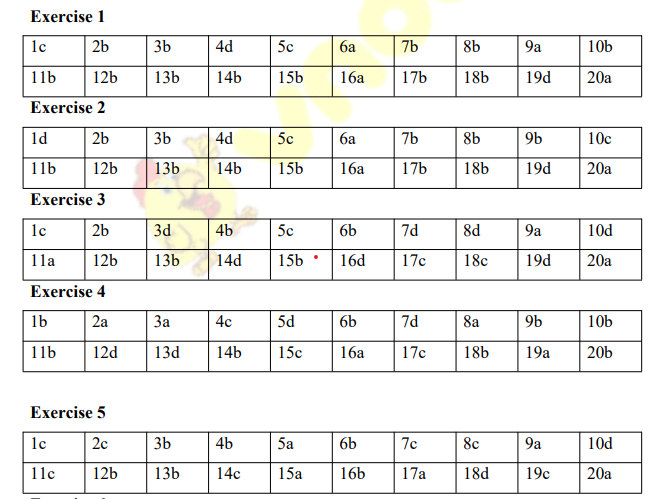 Exercise 1
1c 2b 3b 4d 5c 6a 7b 8b 9a 10b
11b 12b 13b 14b 15b 16a 17b 18b 19d 20a
Exercise 2
1d 2b 3b 4d 5c 6a 7b 8b 9b 10c
11b 12b 13b 14b 15b 16a 17b 18b 19d 20a
Exercise 3
1c 2b 3d 4b 5c 6b 7d 8d 9a 10d
11a 12b 13b 14d 15b 16d 17c 18c 19d 20a
Exercise 4
1b 2a 3a 4c 5d 6b 7d 8a 9b 10b
11b 12d 13d 14b 15c 16a 17c 18b 19a 20b
Exercise 5
1c 2c 3b 4b 5a 6b 7c 8c 9a 10d
11c 12b 13b 14c 15a 16b 17a 18d 19c 20a